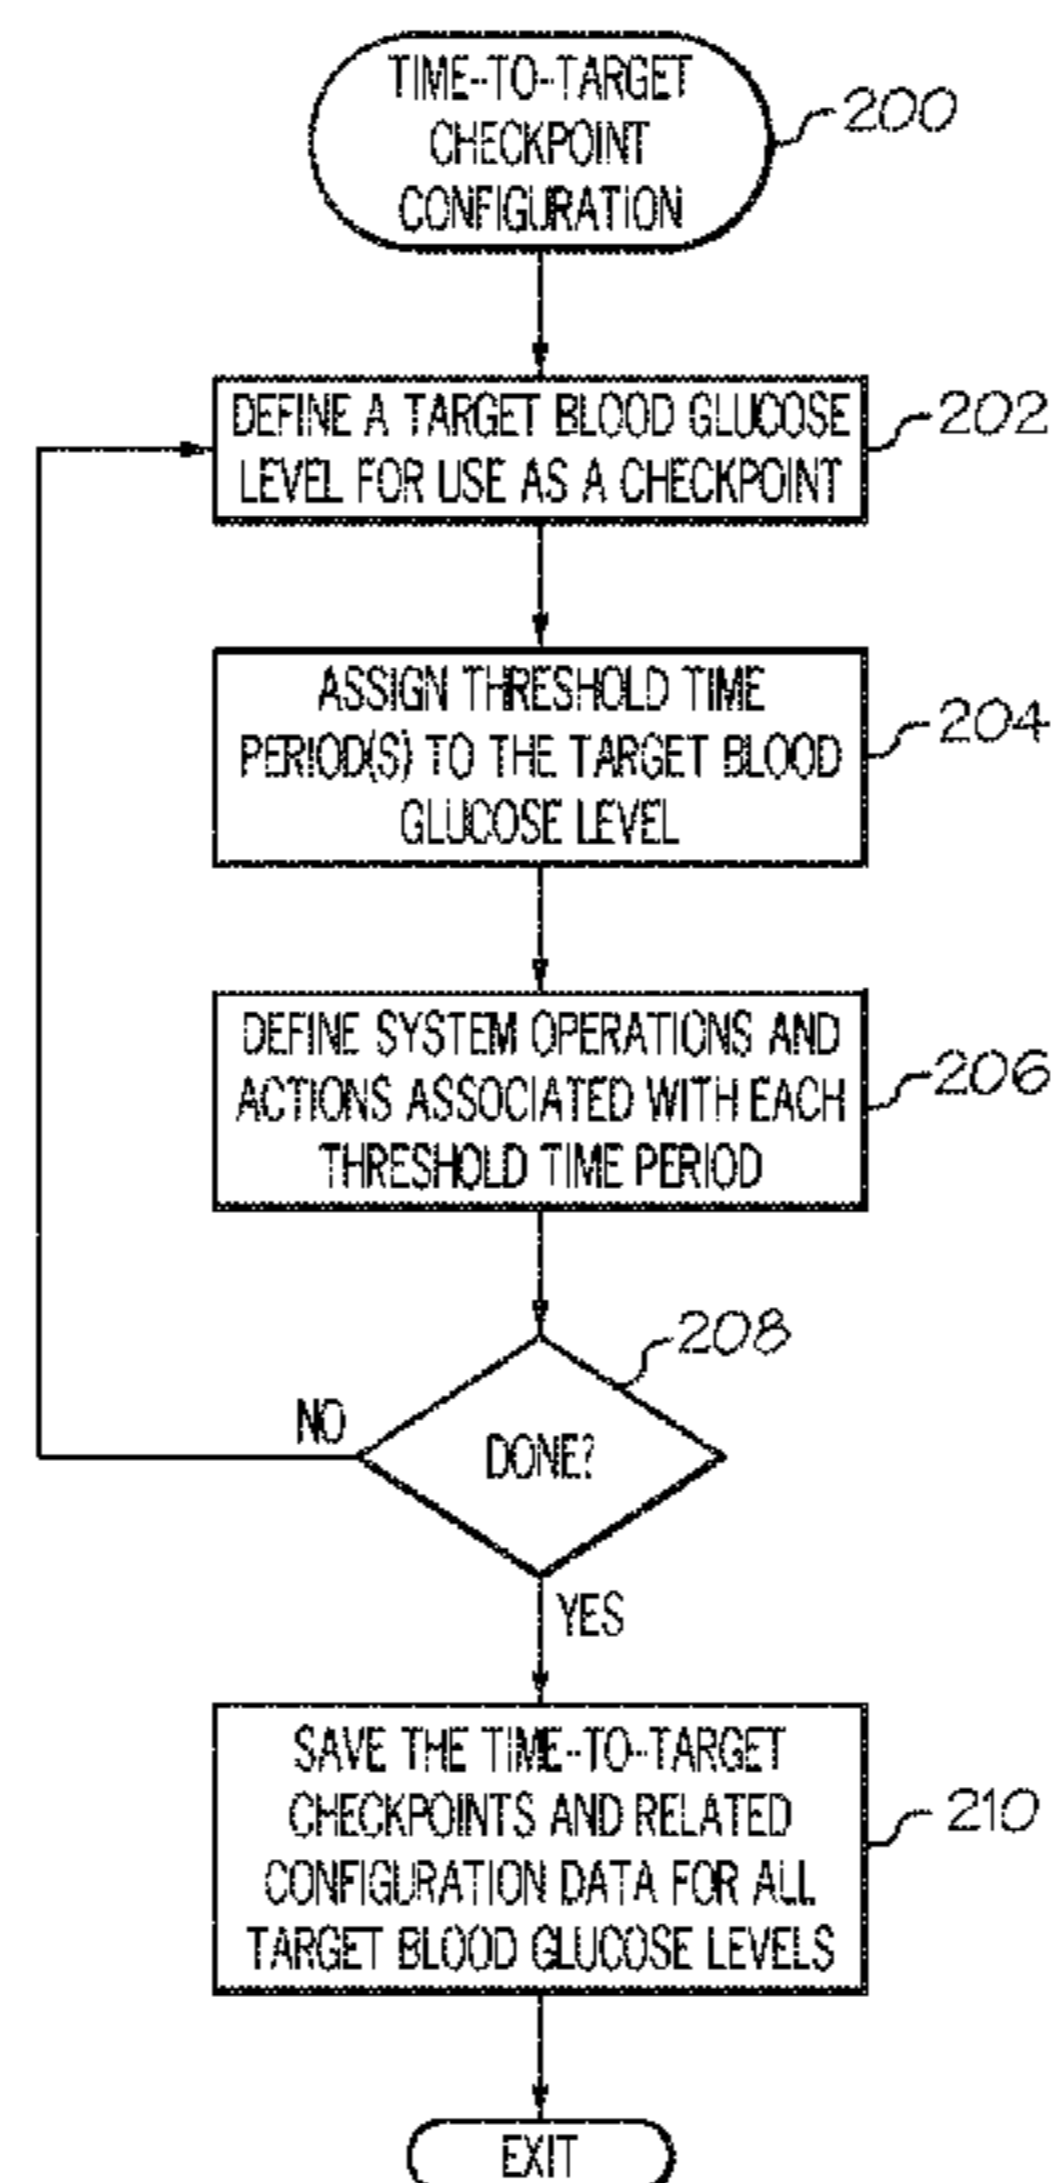 TIME-TO-TARGET
CHECKPOINT
CONFIGURATION
200
DEFINE A TARGET BLOOD GLUCOSE
LEVEL FOR USE AS A CHECKPOINT
202
ASSIGN THRESHOLD TIME
PERIOD(S) TO THE TARGET BLOOD
GLUCOSE LEVEL
204
DEFINE SYSTEM OPERATIONS AND
ACTIONS ASSOCIATED WITH EACH
THRESHOLD TIME PERIOD
206
208
NO
DONE?
YES
SAVE THE TIME-TO-TARGET
CHECKPOINTS AND RELATED
CONFIGURATION DATA FOR ALL
TARGET BLOOD GLUCOSE LEVELS
210
EXIT